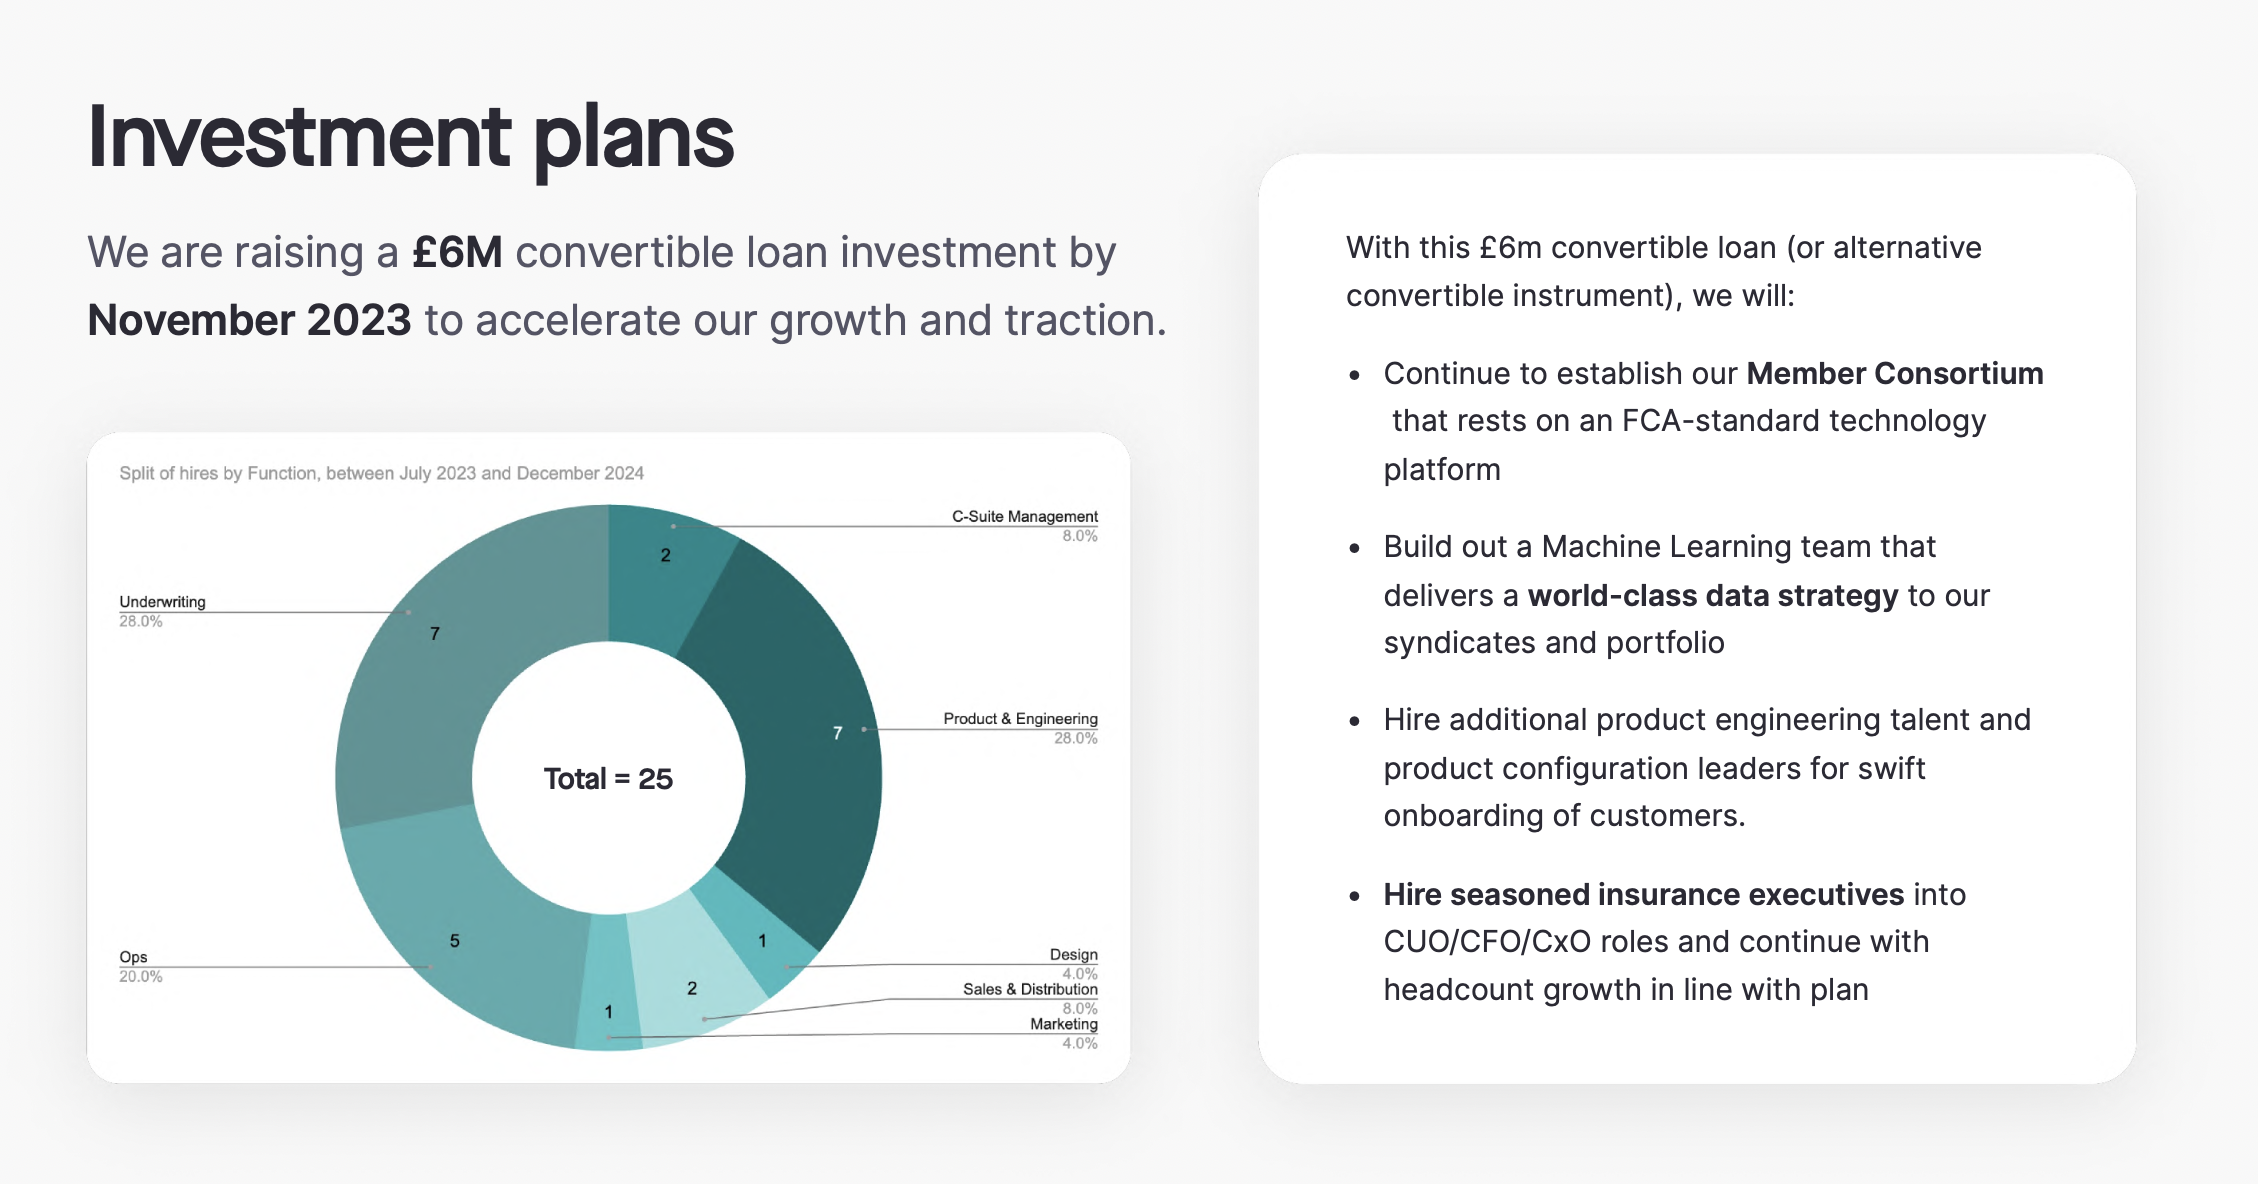 Investment plans
We are raising a £6M convertible loan investment by
November 2023 to accelerate our growth and traction.
Split of hires by Function, between July 2023 and December 2024
C-Suite Management
8.0%
2
Underwriting
28.0%
7
Product & Engineering
28.0%
7
Total = 25
Ops
20.0%
5
1
Design
4.0%
2
Sales & Distribution
8.0%
1
Marketing
4.0%
With this £6m convertible loan (or alternative
convertible instrument), we will:
• Continue to establish our Member Consortium
that rests on an FCA-standard technology
platform
• Build out a Machine Learning team that
delivers a world-class data strategy to our
syndicates and portfolio
• Hire additional product engineering talent and
product configuration leaders for swift
onboarding of customers.
• Hire seasoned insurance executives into
CUO/CFO/CxO roles and continue with
headcount growth in line with plan